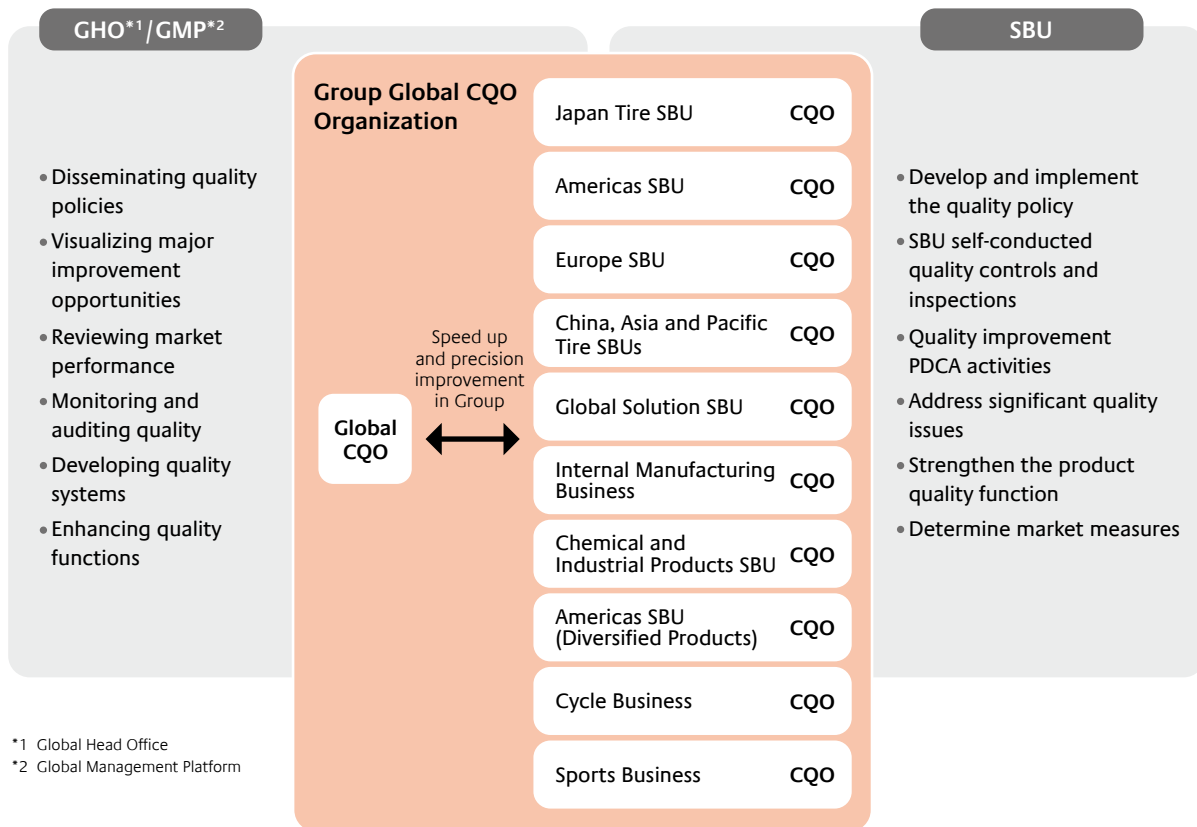 GHO*1/GMP*2
SBU
Group Global CQO
Organization
• Disseminating quality
policies
• Visualizing major
improvement
opportunities
• Reviewing market
performance
• Monitoring and
auditing quality
• Developing quality
systems
• Enhancing quality
functions
Global
CQO
Speed up
and precision
improvement
in Group
Japan Tire SBU CQO
Americas SBU CQO
Europe SBU CQO
China, Asia and Pacific
Tire SBUs CQO
Global Solution SBU CQO
Internal Manufacturing
Business CQO
Chemical and
Industrial Products SBU CQO
Americas SBU
(Diversified Products) CQO
Cycle Business CQO
Sports Business CQO
• Develop and implement
the quality policy
• SBU self-conducted
quality controls and
inspections
• Quality improvement
PDCA activities
• Address significant quality
issues
• Strengthen the product
quality function
• Determine market measures
*1 Global Head Office
*2 Global Management Platform